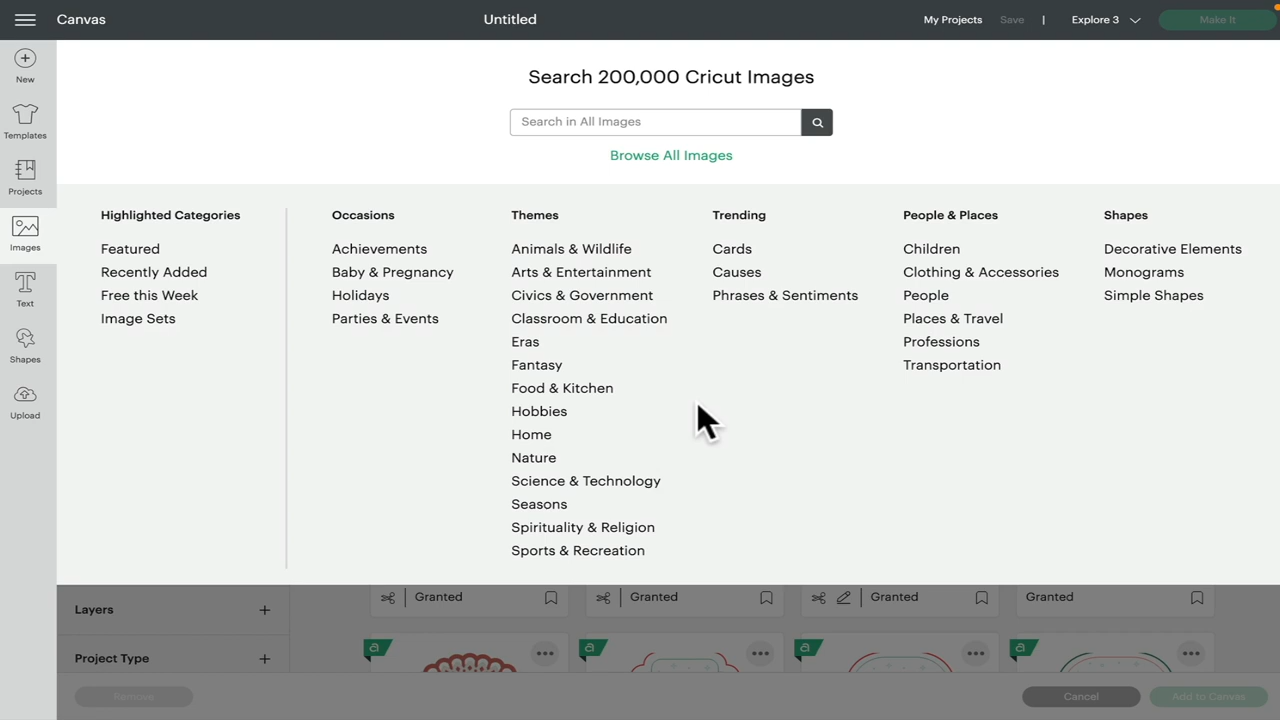 Canvas
Untitled
My Projects Save | Explore 3 Make It
New
Templates
Projects
Images
Text
Shapes
Upload
Search 200,000 Cricut Images
Search in All Images
Browse All Images
Highlighted Categories
Featured
Recently Added
Free this Week
Image Sets
Occasions
Achievements
Baby & Pregnancy
Holidays
Parties & Events
Themes
Animals & Wildlife
Arts & Entertainment
Civics & Government
Classroom & Education
Eras
Fantasy
Food & Kitchen
Hobbies
Home
Nature
Science & Technology
Seasons
Spirituality & Religion
Sports & Recreation
Trending
Cards
Causes
Phrases & Sentiments
People & Places
Children
Clothing & Accessories
People
Places & Travel
Professions
Transportation
Shapes
Decorative Elements
Monograms
Simple Shapes
Layers +
Project Type +
Granted
Granted
Granted
Granted
a
a
a
a
Remove
Cancel
Add to Canvas